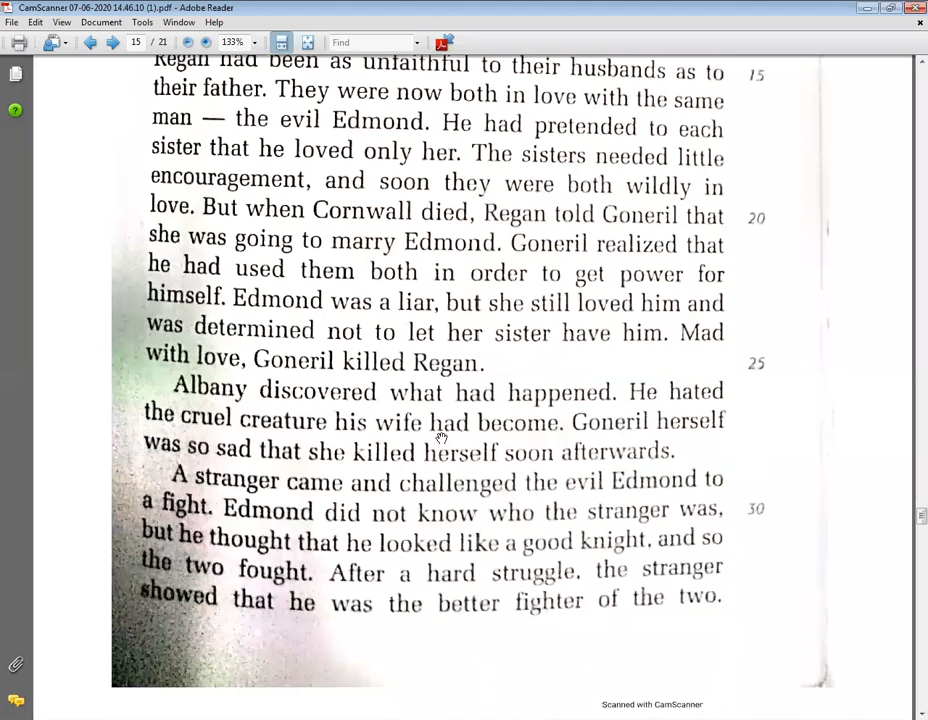 CamScanner 07-06-2020 14.46.10 (1).pdf - Adobe Reader
File Edit View Document Tools Window Help
15 / 21 133% Find
Regan had been as unfaithful to their husbands as to 15
their father. They were now both in love with the same
man — the evil Edmond. He had pretended to each
sister that he loved only her. The sisters needed little
encouragement, and soon they were both wildly in
love. But when Cornwall died, Regan told Goneril that 20
she was going to marry Edmond. Goneril realized that
he had used them both in order to get power for
himself. Edmond was a liar, but she still loved him and
was determined not to let her sister have him. Mad
with love, Goneril killed Regan. 25
Albany discovered what had happened. He hated
the cruel creature his wife had become. Goneril herself
was so sad that she killed herself soon afterwards.
A stranger came and challenged the evil Edmond to
a fight. Edmond did not know who the stranger was, 30
but he thought that he looked like a good knight, and so
the two fought. After a hard struggle, the stranger
showed that he was the better fighter of the two.
Scanned with CamScanner